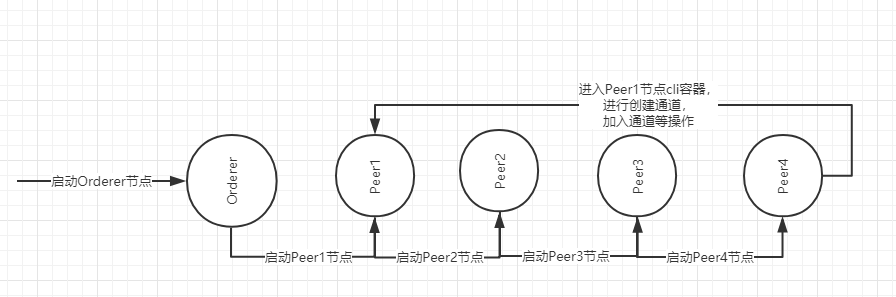 进入Peer1节点cli容器，
进行创建通道，
加入通道等操作
启动Orderer节点
Orderer
Peer1
Peer2
Peer3
Peer4
启动Peer1节点
启动Peer2节点
启动Peer3节点
启动Peer4节点